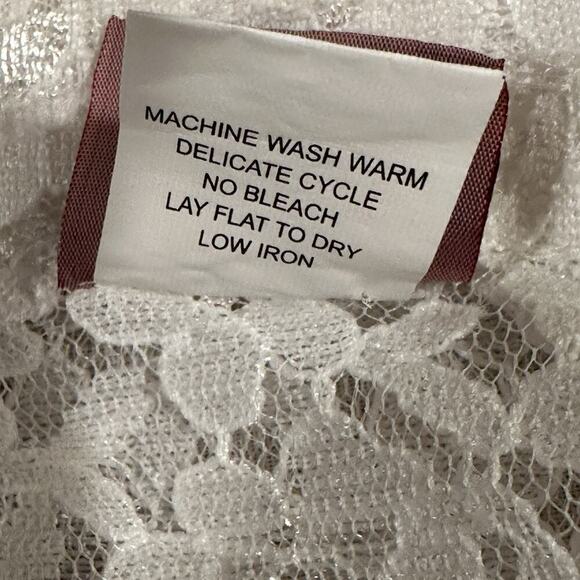 MACHINE WASH WARM
DELICATE CYCLE
NO BLEACH
LAY FLAT TO DRY
LOW IRON